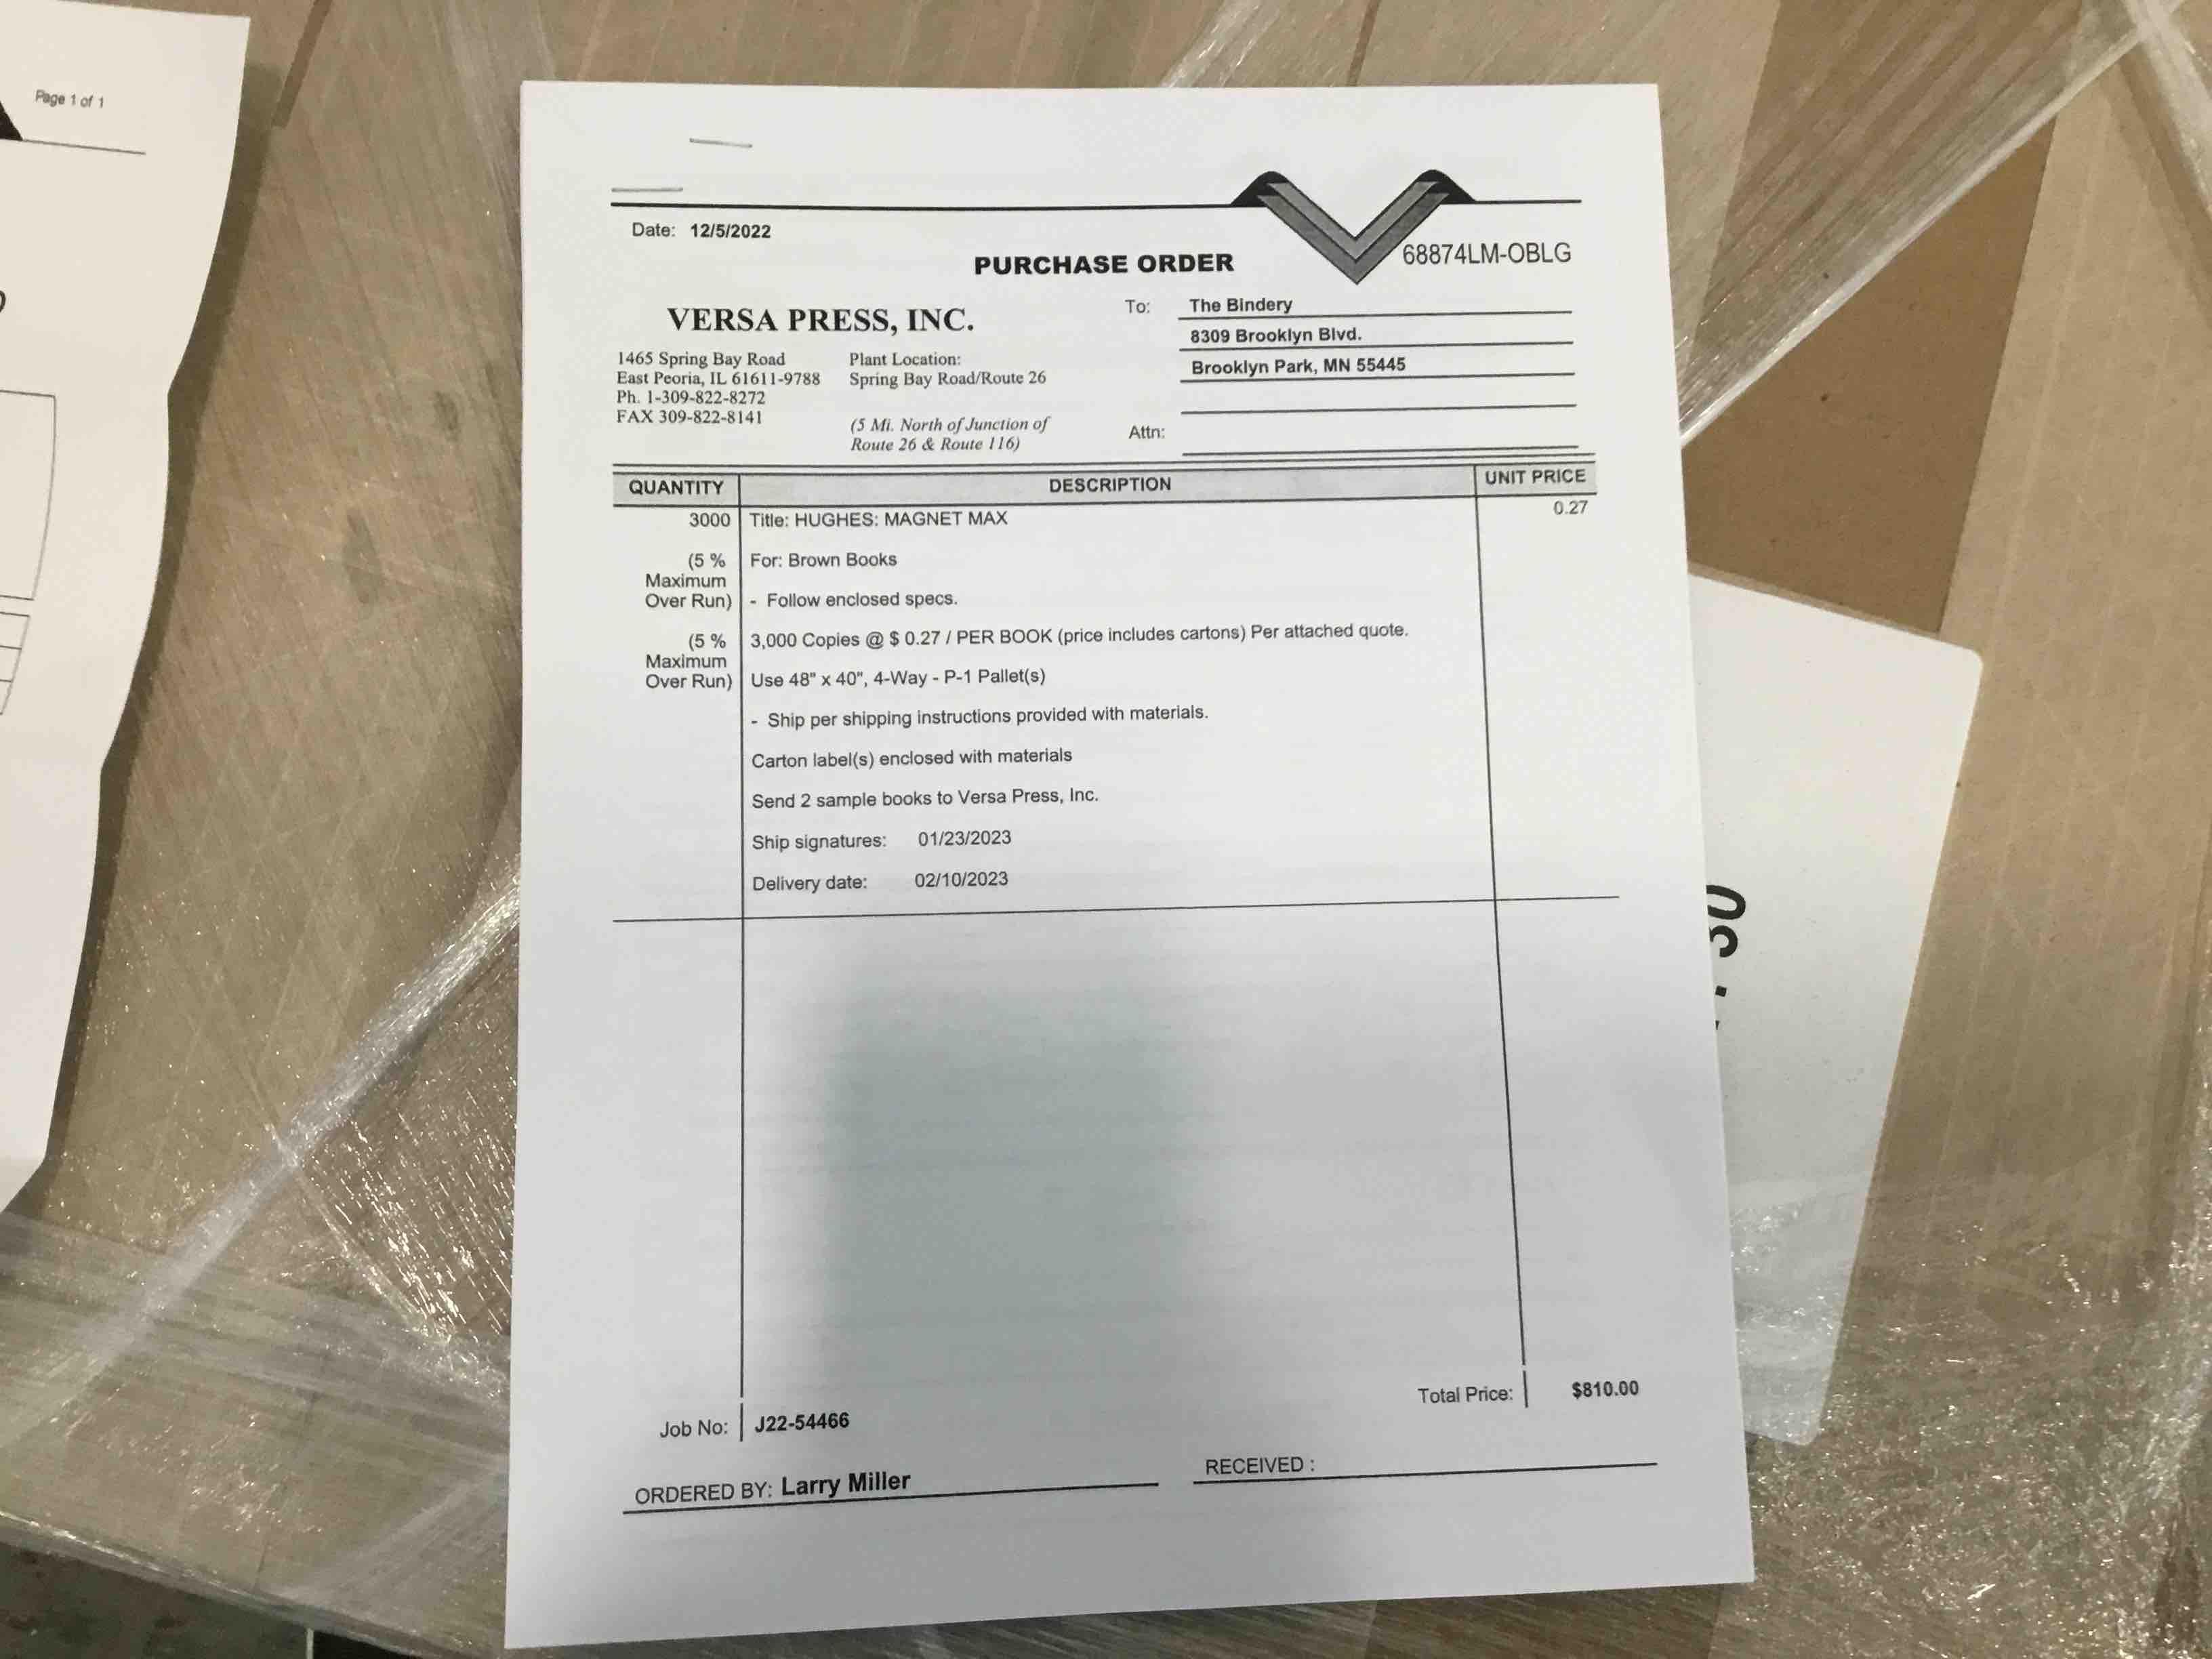 Page 1 of 1
Date: 12/5/2022
PURCHASE ORDER
68874LM-OBLG
VERSA PRESS, INC.
1465 Spring Bay Road
East Peoria, IL 61611-9788
Ph. 1-309-822-8272
FAX 309-822-8141
Plant Location:
Spring Bay Road/Route 26
(5 Mi. North of Junction of
Route 26 & Route 116)
To: The Bindery
8309 Brooklyn Blvd.
Brooklyn Park, MN 55445
Attn:
QUANTITY DESCRIPTION UNIT PRICE
3000 Title: HUGHES: MAGNET MAX 0.27
(5 % For: Brown Books
Maximum
Over Run) - Follow enclosed specs.
(5 % 3,000 Copies @ $ 0.27 / PER BOOK (price includes cartons) Per attached quote.
Maximum
Over Run) Use 48" x 40", 4-Way - P-1 Pallet(s)
- Ship per shipping instructions provided with materials.
Carton label(s) enclosed with materials
Send 2 sample books to Versa Press, Inc.
Ship signatures: 01/23/2023
Delivery date: 02/10/2023
Total Price: $810.00
Job No: J22-54466
ORDERED BY: Larry Miller
RECEIVED :